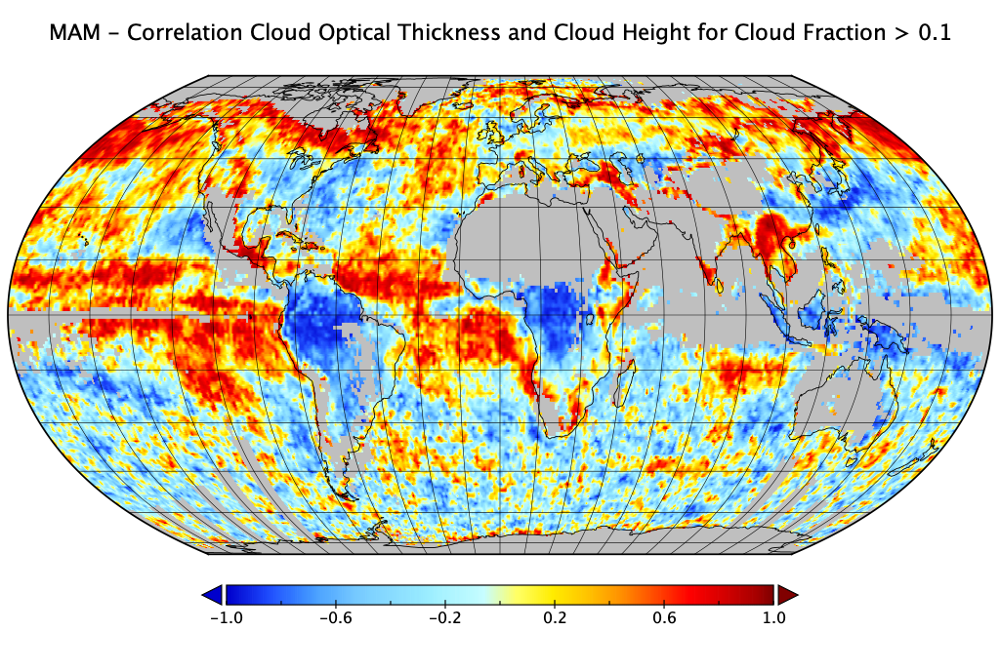 MAM – Correlation Cloud Optical Thickness and Cloud Height for Cloud Fraction > 0.1
−1.0 −0.6 −0.2 0.2 0.6 1.0